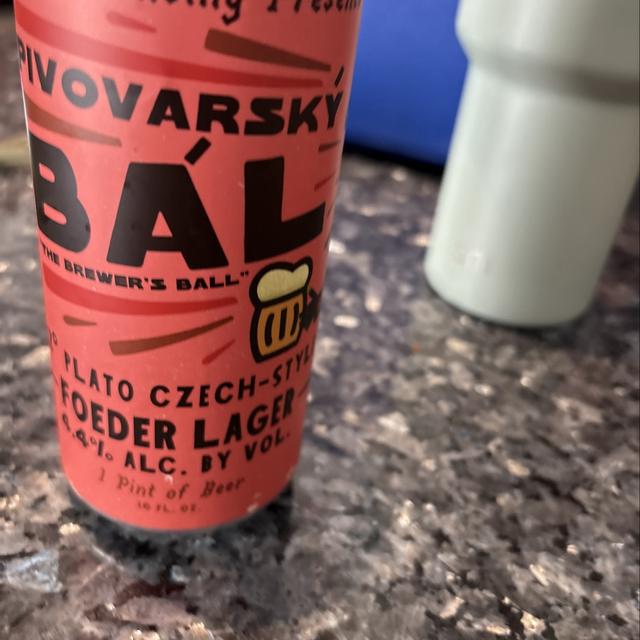 PIVOVARSKÝ
BÁL
"THE BREWER'S BALL"
PLATO CZECH-STYL
FOEDER LAGER
4.4% ALC. BY VOL.
1 Pint of Beer
16 FL. OZ.